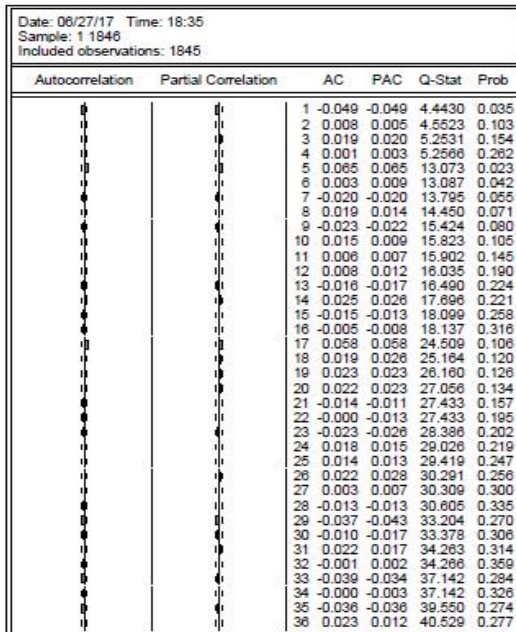 Date: 06/27/17 Time: 18:35
Sample: 1 1846
Included observations: 1845
Autocorrelation Partial Correlation AC PAC Q-Stat Prob
1 -0.049 -0.049 4.4430 0.035
2 0.008 0.005 4.5523 0.103
3 0.019 0.020 5.2531 0.154
4 0.001 0.003 5.2566 0.262
5 0.065 0.065 13.073 0.023
6 0.003 0.009 13.087 0.042
7 -0.020 -0.020 13.795 0.055
8 0.019 0.014 14.450 0.071
9 -0.023 -0.022 15.424 0.080
10 0.015 0.009 15.823 0.105
11 0.006 0.007 15.902 0.145
12 0.008 0.012 16.035 0.190
13 -0.016 -0.017 16.490 0.224
14 0.025 0.026 17.696 0.221
15 -0.015 -0.013 18.099 0.258
16 -0.005 -0.008 18.137 0.316
17 0.058 0.058 24.509 0.106
18 0.019 0.026 25.164 0.120
19 0.023 0.023 26.160 0.126
20 0.022 0.023 27.056 0.134
21 -0.014 -0.011 27.433 0.157
22 -0.000 -0.013 27.433 0.195
23 -0.023 -0.026 28.386 0.202
24 0.018 0.015 29.026 0.219
25 0.014 0.013 29.419 0.247
26 0.022 0.028 30.291 0.256
27 0.003 0.007 30.309 0.300
28 -0.013 -0.013 30.605 0.335
29 -0.037 -0.043 33.204 0.270
30 -0.010 -0.017 33.378 0.306
31 0.022 0.017 34.263 0.314
32 -0.001 0.002 34.266 0.359
33 -0.039 -0.034 37.142 0.284
34 -0.000 -0.003 37.142 0.326
35 -0.036 -0.036 39.550 0.274
36 0.023 0.012 40.529 0.277